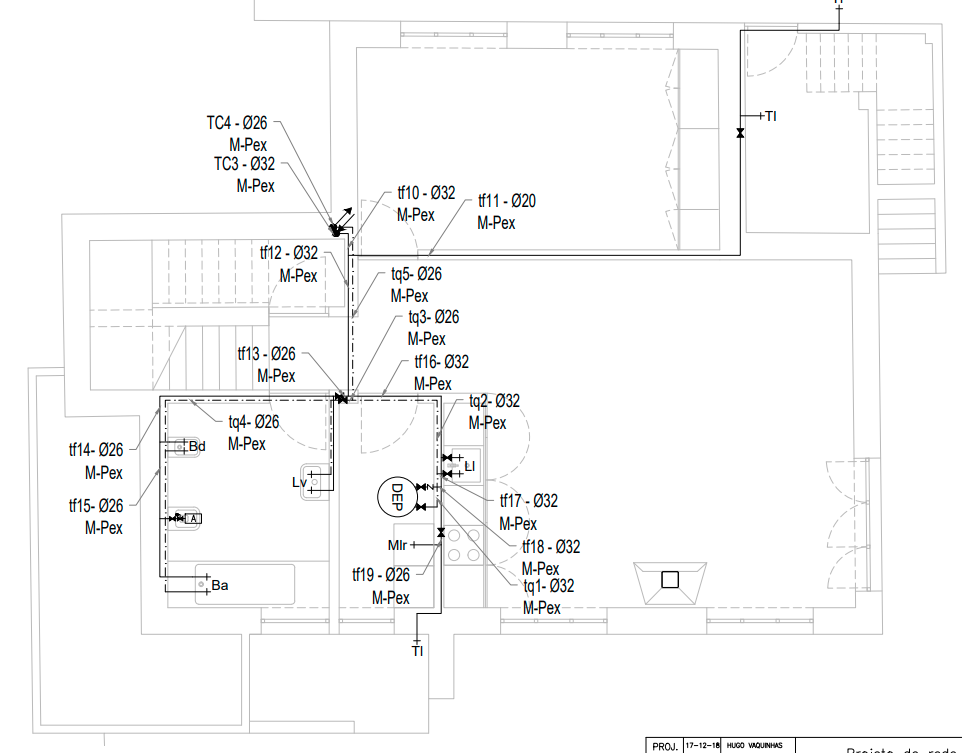 TC4 - Ø26
M-Pex
TC3 - Ø32
M-Pex
TI
tf10 - Ø32
M-Pex
tf11 - Ø20
M-Pex
tf12 - Ø32
M-Pex
tq5- Ø26
M-Pex
tq3- Ø26
M-Pex
tf13 - Ø26
M-Pex
tf16- Ø32
M-Pex
tq2- Ø32
M-Pex
tq4- Ø26
M-Pex
tf14- Ø26
M-Pex
Bd
Ll
Lv
DEP
tf15- Ø26
M-Pex
A
tf17 - Ø32
M-Pex
Mlr
tf18 - Ø32
M-Pex
tf19 - Ø26
M-Pex
tq1- Ø32
M-Pex
Ba
TI
PROJ. 17-12-18 HUGO VAQUINHAS
Projeto de rede